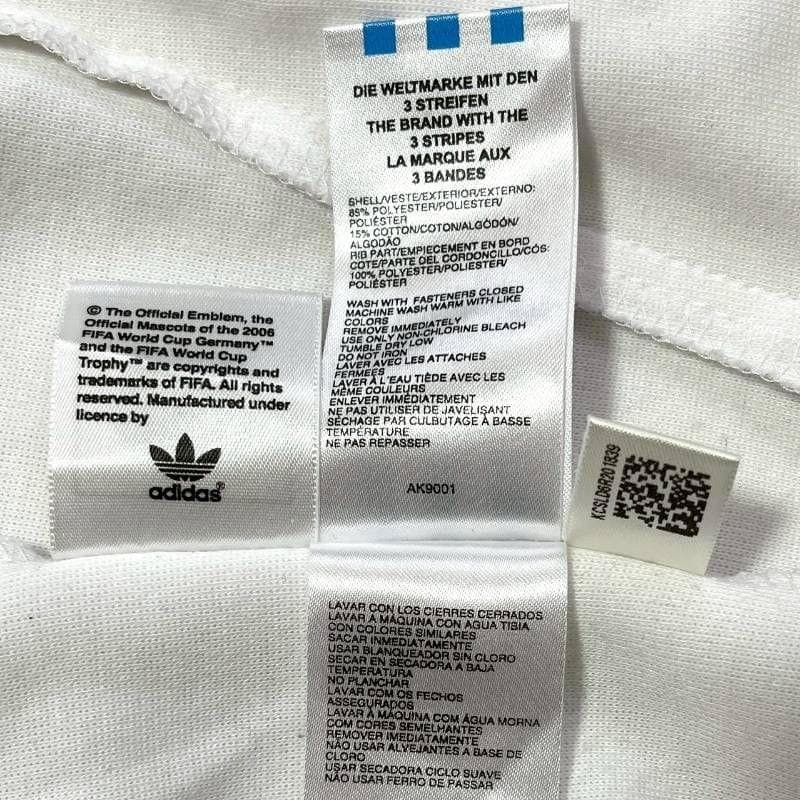 DIE WELTMARKE MIT DEN
3 STREIFEN
THE BRAND WITH THE
3 STRIPES
LA MARQUE AUX
3 BANDES
SHELL/VESTE/EXTERIOR/EXTERNO:
85% POLYESTER/POLIESTER/
POLIÉSTER
15% COTTON/COTON/ALGODÓN/
ALGODÃO
RIB PART/EMPIECEMENT EN BORD
COTE/PARTE DEL CORDONCILLO/CÓS:
100% POLYESTER/POLIESTER/
POLIÉSTER
WASH WITH FASTENERS CLOSED
MACHINE WASH WARM WITH LIKE
COLORS
REMOVE IMMEDIATELY
USE ONLY NON-CHLORINE BLEACH
TUMBLE DRY LOW
DO NOT IRON
LAVER AVEC LES ATTACHES
FERMEES
LAVER À L'EAU TIÈDE AVEC LES
MÊME COULEURS
ENLEVER IMMÉDIATEMENT
NE PAS UTILISER DE JAVELISANT
SÉCHAGE PAR CULBUTAGE À BASSE
TEMPÉRATURE
NE PAS REPASSER
AK9001
© The Official Emblem, the
Official Mascots of the 2006
FIFA World Cup Germany™
and the FIFA World Cup
Trophy™ are copyrights and
trademarks of FIFA. All rights
reserved. Manufactured under
licence by
adidas®
KCSLD6R201839
LAVAR CON LOS CIERRES CERRADOS
LAVAR A MÁQUINA CON AGUA TIBIA
CON COLORES SIMILARES
SACAR INMEDIATAMENTE
USAR BLANQUEADOR SIN CLORO
SECAR EN SECADORA A BAJA
TEMPERATURA
NO PLANCHAR
LAVAR COM OS FECHOS
ASSEGURADOS
LAVAR À MÁQUINA COM ÁGUA MORNA
COM CORES SEMELHANTES
REMOVER IMEDIATAMENTE
NÃO USAR ALVEJANTES A BASE DE
CLORO
USAR SECADORA CICLO SUAVE
NÃO USAR FERRO DE PASSAR